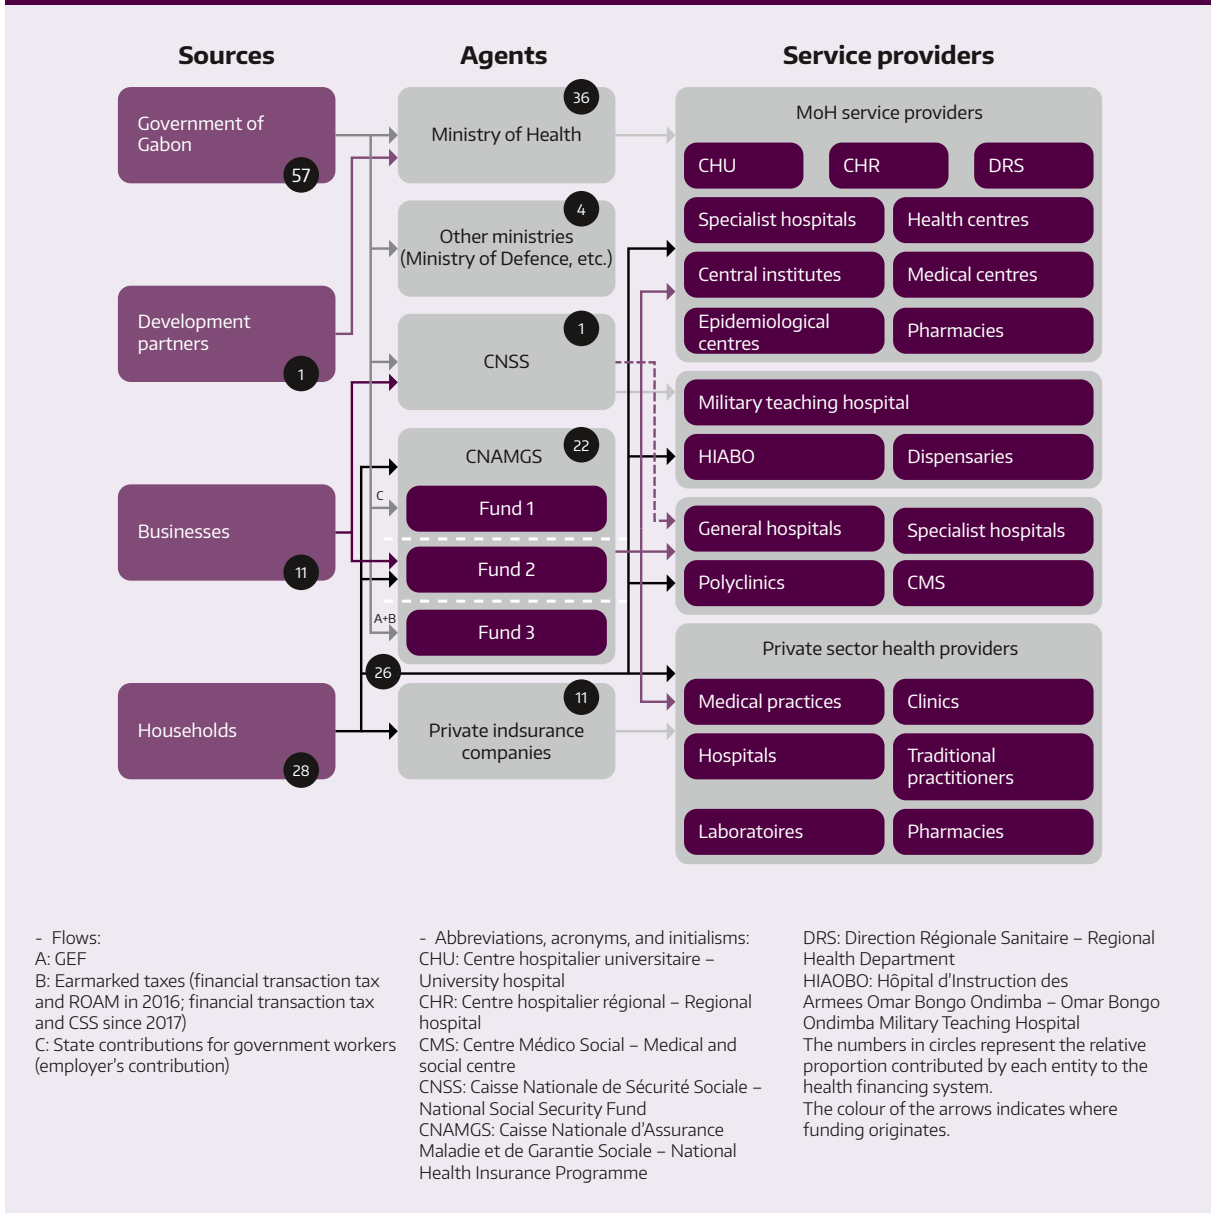 Sources
Agents
Service providers
Government of
Gabon
57
Development
partners
1
Businesses
11
Households
28
36
Ministry of Health
4
Other ministries
(Ministry of Defence, etc.)
1
CNSS
22
CNAMGS
C
Fund 1
Fund 2
A+B
Fund 3
26
11
Private indsurance
companies
MoH service providers
CHU
CHR
DRS
Specialist hospitals
Health centres
Central institutes
Medical centres
Epidemiological
centres
Pharmacies
Military teaching hospital
HIABO
Dispensaries
General hospitals
Specialist hospitals
Polyclinics
CMS
Private sector health providers
Medical practices
Clinics
Hospitals
Traditional
practitioners
Laboratoires
Pharmacies
- Flows:
A: GEF
B: Earmarked taxes (financial transaction tax
and ROAM in 2016; financial transaction tax
and CSS since 2017)
C: State contributions for government workers
(employer's contribution)
- Abbreviations, acronyms, and initialisms:
CHU: Centre hospitalier universitaire –
University hospital
CHR: Centre hospitalier régional – Regional
hospital
CMS: Centre Médico Social – Medical and
social centre
CNSS: Caisse Nationale de Sécurité Sociale –
National Social Security Fund
CNAMGS: Caisse Nationale d'Assurance
Maladie et de Garantie Sociale – National
Health Insurance Programme
DRS: Direction Régionale Sanitaire – Regional
Health Department
HIAOBO: Hôpital d'Instruction des
Armees Omar Bongo Ondimba – Omar Bongo
Ondimba Military Teaching Hospital
The numbers in circles represent the relative
proportion contributed by each entity to the
health financing system.
The colour of the arrows indicates where
funding originates.